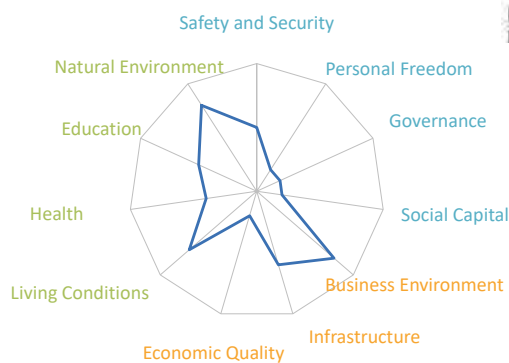 Safety and Security
Natural Environment
Personal Freedom
Education
Governance
Health
Social Capital
Living Conditions
Business Environment
Infrastructure
Economic Quality